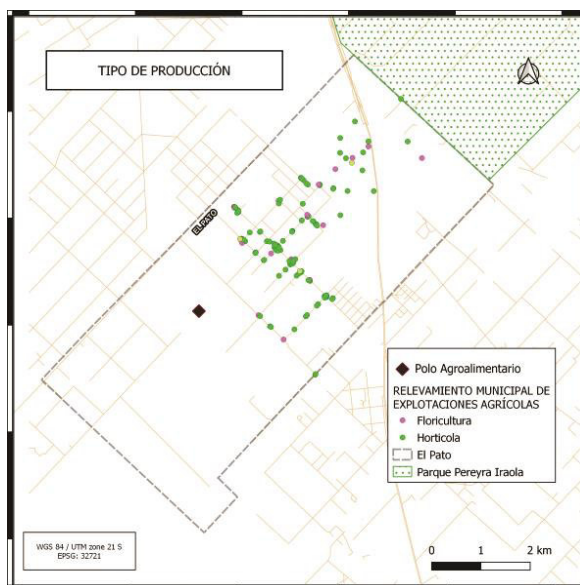 TIPO DE PRODUCCIÓN
EL PATO
Polo Agroalimentario
RELEVAMIENTO MUNICIPAL DE
EXPLOTACIONES AGRÍCOLAS
Floricultura
Hortícola
El Pato
Parque Pereyra Iraola
WGS 84 / UTM zone 21 S
EPSG: 32721
0 1 2 km